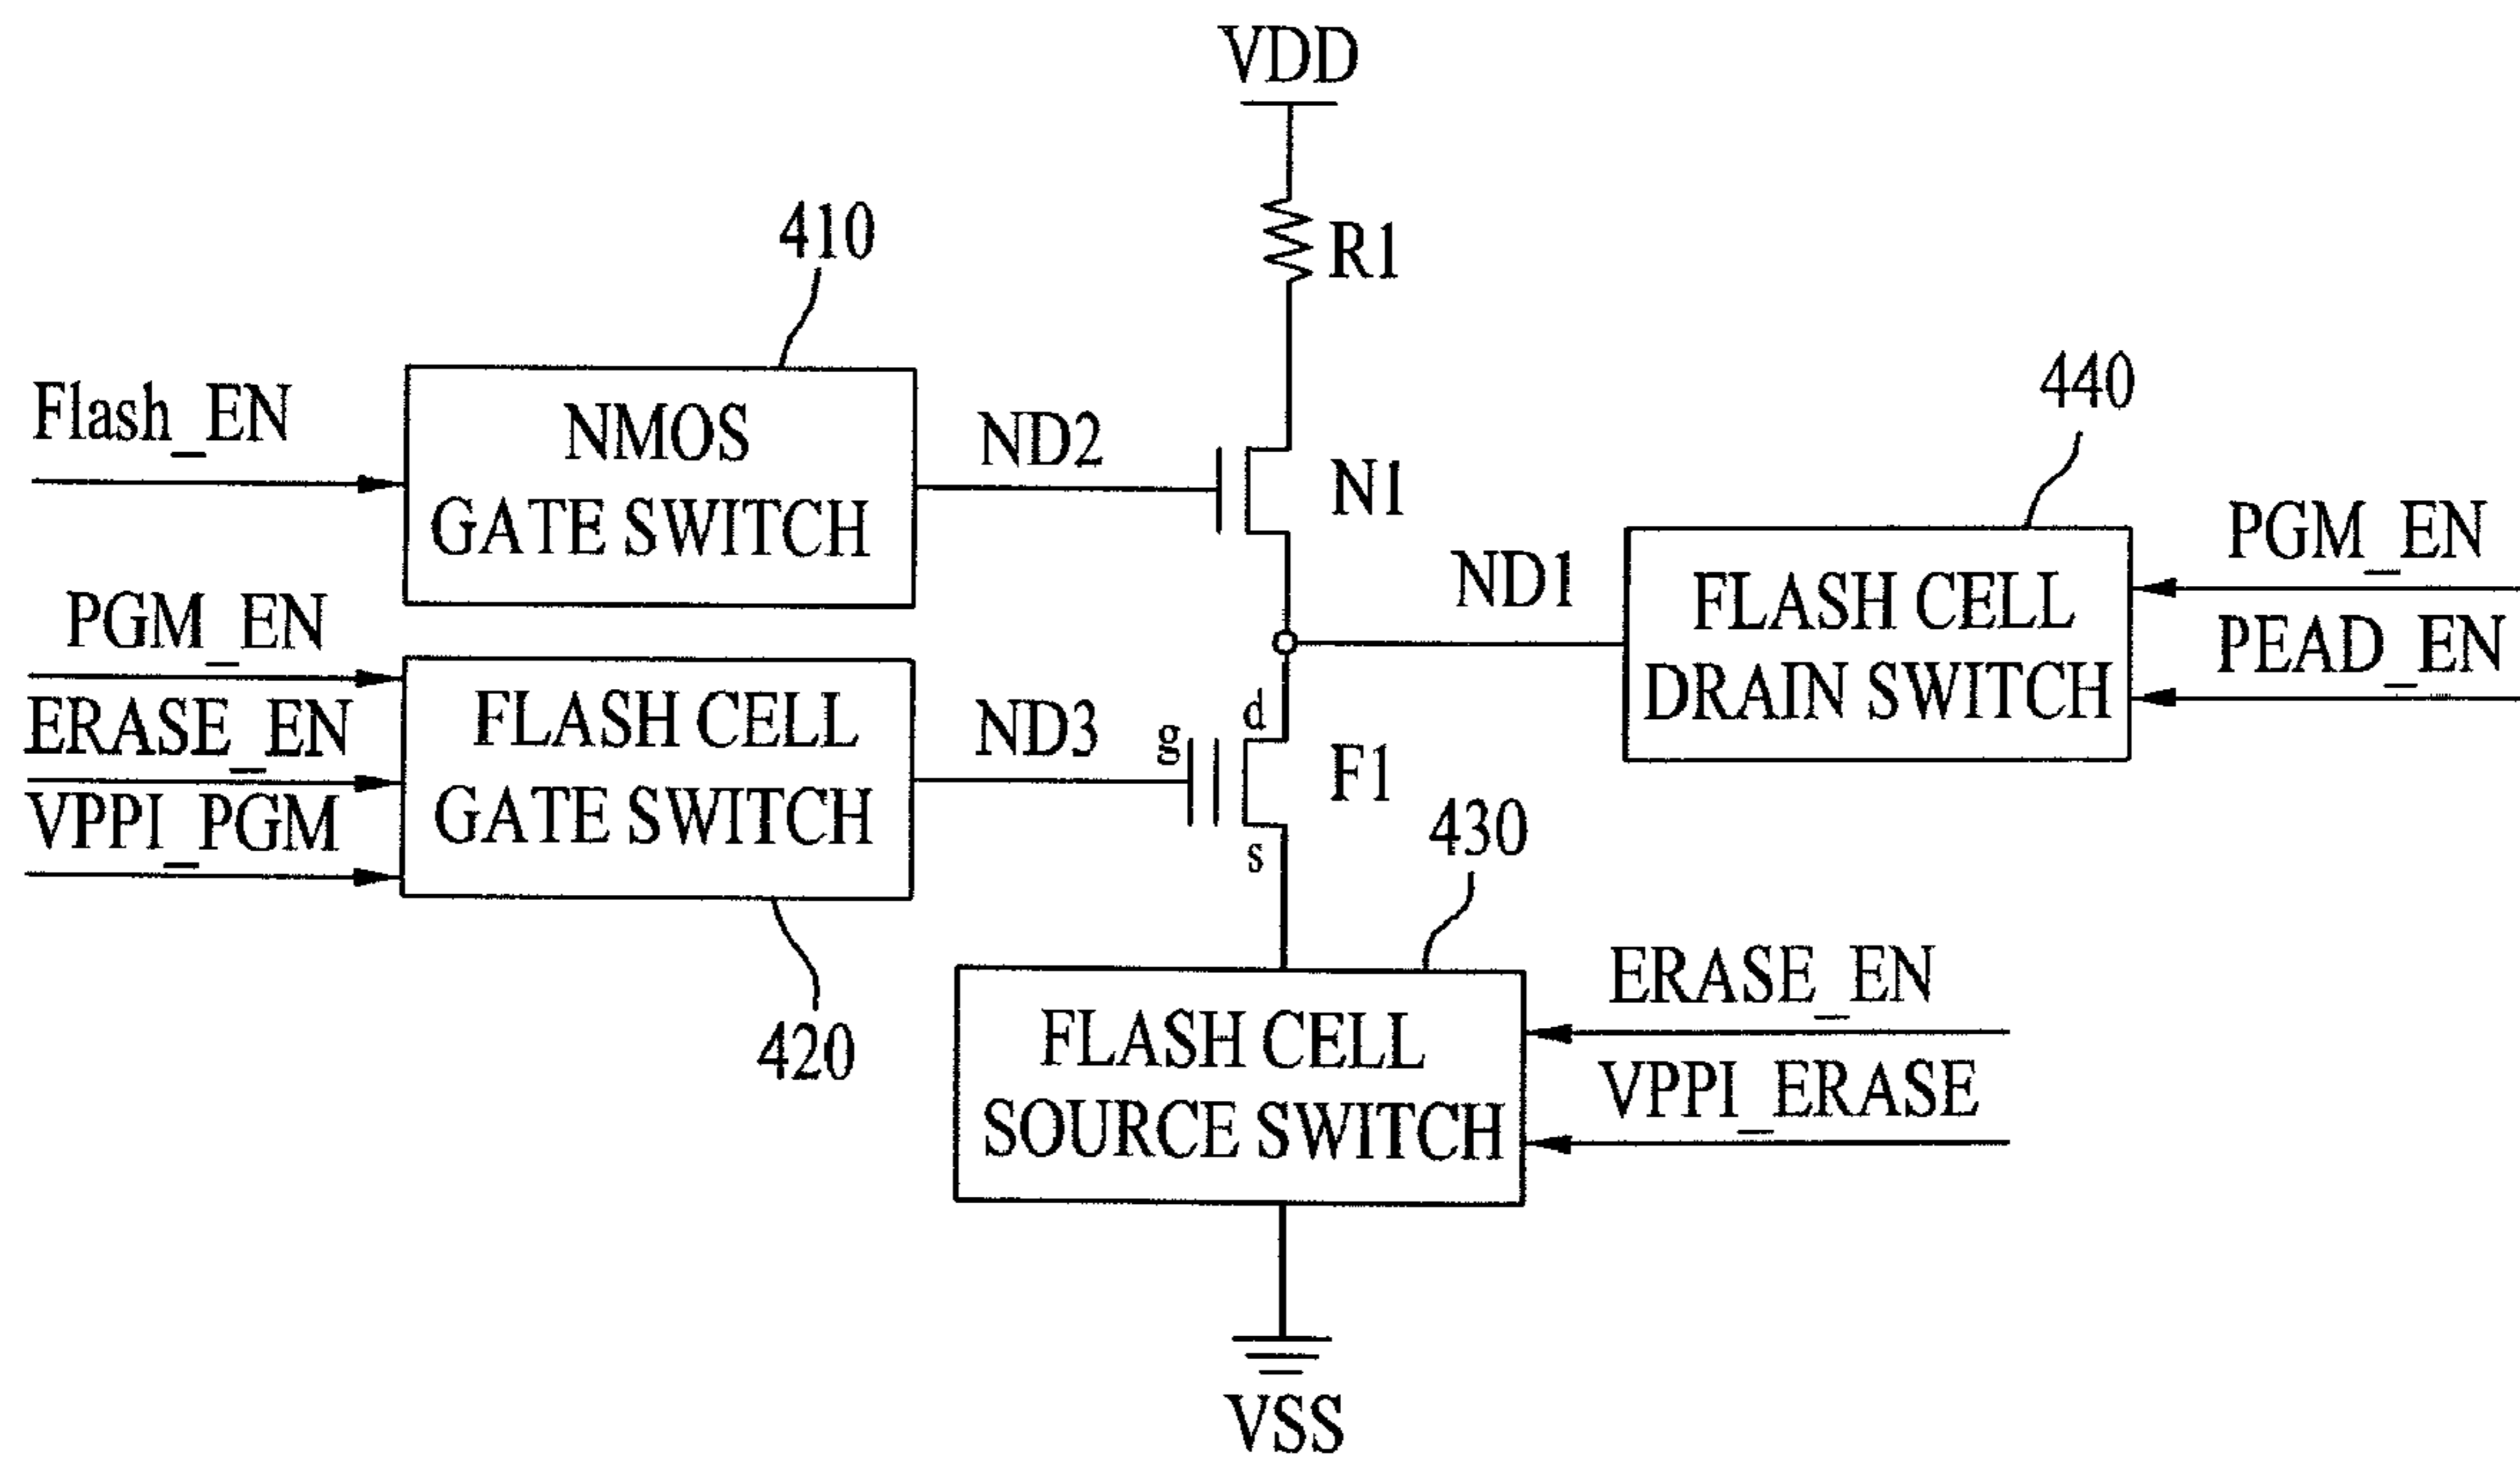 VDD
R1
410
Flash_EN
NMOS
GATE SWITCH
ND2
N1
440
PGM_EN
PEAD_EN
FLASH CELL
DRAIN SWITCH
ND1
PGM_EN
ERASE_EN
VPPI_PGM
FLASH CELL
GATE SWITCH
ND3
g
d
s
F1
420
430
FLASH CELL
SOURCE SWITCH
ERASE_EN
VPPI_ERASE
VSS